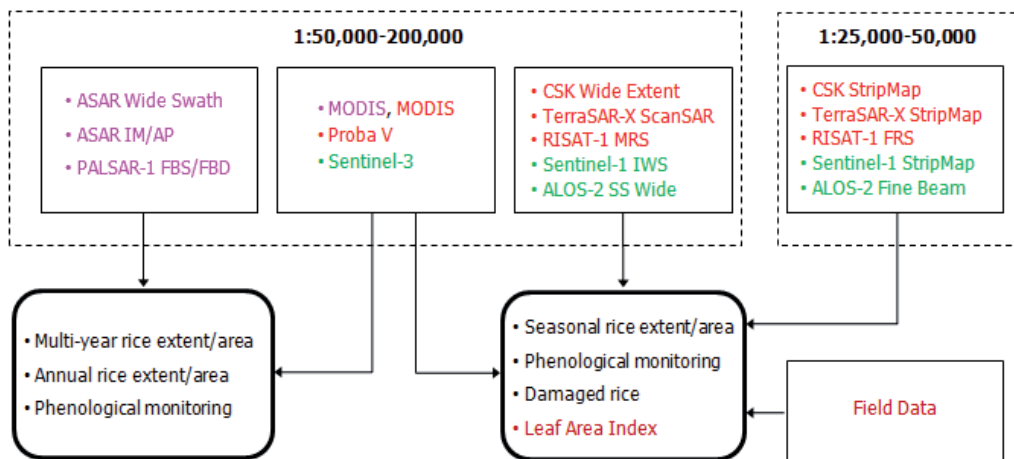 1:50,000-200,000
1:25,000-50,000
• ASAR Wide Swath
• ASAR IM/AP
• PALSAR-1 FBS/FBD
• MODIS, MODIS
• Proba V
• Sentinel-3
• CSK Wide Extent
• TerraSAR-X ScanSAR
• RISAT-1 MRS
• Sentinel-1 IWS
• ALOS-2 SS Wide
• CSK StripMap
• TerraSAR-X StripMap
• RISAT-1 FRS
• Sentinel-1 StripMap
• ALOS-2 Fine Beam
• Multi-year rice extent/area
• Annual rice extent/area
• Phenological monitoring
• Seasonal rice extent/area
• Phenological monitoring
• Damaged rice
• Leaf Area Index
Field Data